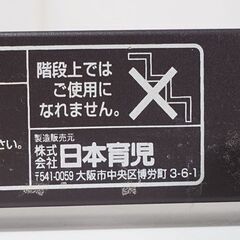 階段上では
ご使用に
なれません。
さい。
製造販売元
株式会社 日本育児
〒541-0059 大阪市中央区博労町3-6-1